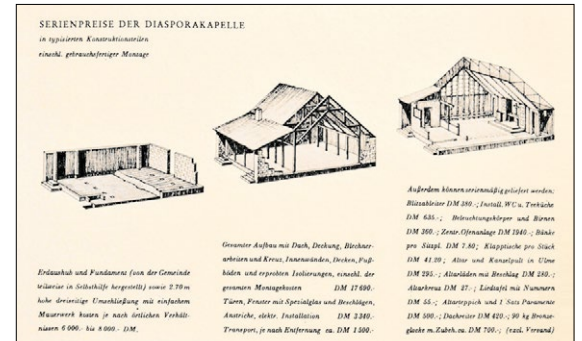 SERIENPREISE DER DIASPORAKAPELLE
in typisierten Konstruktionsteilen
einschl. gebrauchsfertiger Montage
Erdaushub und Fundament (von der Gemeinde
teilweise in Selbsthilfe hergestellt) sowie 2.70 m
hohe dreiseitige Umschließung mit einfachem
Mauerwerk kosten je nach örtlichen Verhält-
nissen 6 000.- bis 8 000.- DM.
Gesamter Aufbau mit Dach, Deckung, Blechner-
arbeiten und Kreuz, Innenwänden, Decken, Fuß-
böden und erprobten Isolierungen, einschl. der
gesamten Montagekosten DM 17 690.-
Türen, Fenster mit Spezialglas und Beschlägen,
Anstriche, elektr. Installation DM 3 340.-
Transport, je nach Entfernung ca. DM 1 500.-
Außerdem können serienmäßig geliefert werden:
Blitzableiter DM 380.-; Install. WC u. Teeküche
DM 635.-; Beleuchtungskörper und Birnen
DM 360.-; Zentr. Ofenanlage DM 1940.-; Bänke
pro Sitzpl. DM 7.80; Klapptische pro Stück
DM 41.20; Altar und Kanzelpult in Ulme
DM 295.-; Altarläden mit Beschlag DM 280.-;
Altarkreuz DM 27.-; Liedtafel mit Nummern
DM 55.-; Altarteppich und 1 Satz Paramente
DM 500.-; Dachreiter DM 420.-; 90 kg Bronze-
glocke m. Zubeh. ca. DM 700.-; (exzl. Versand)